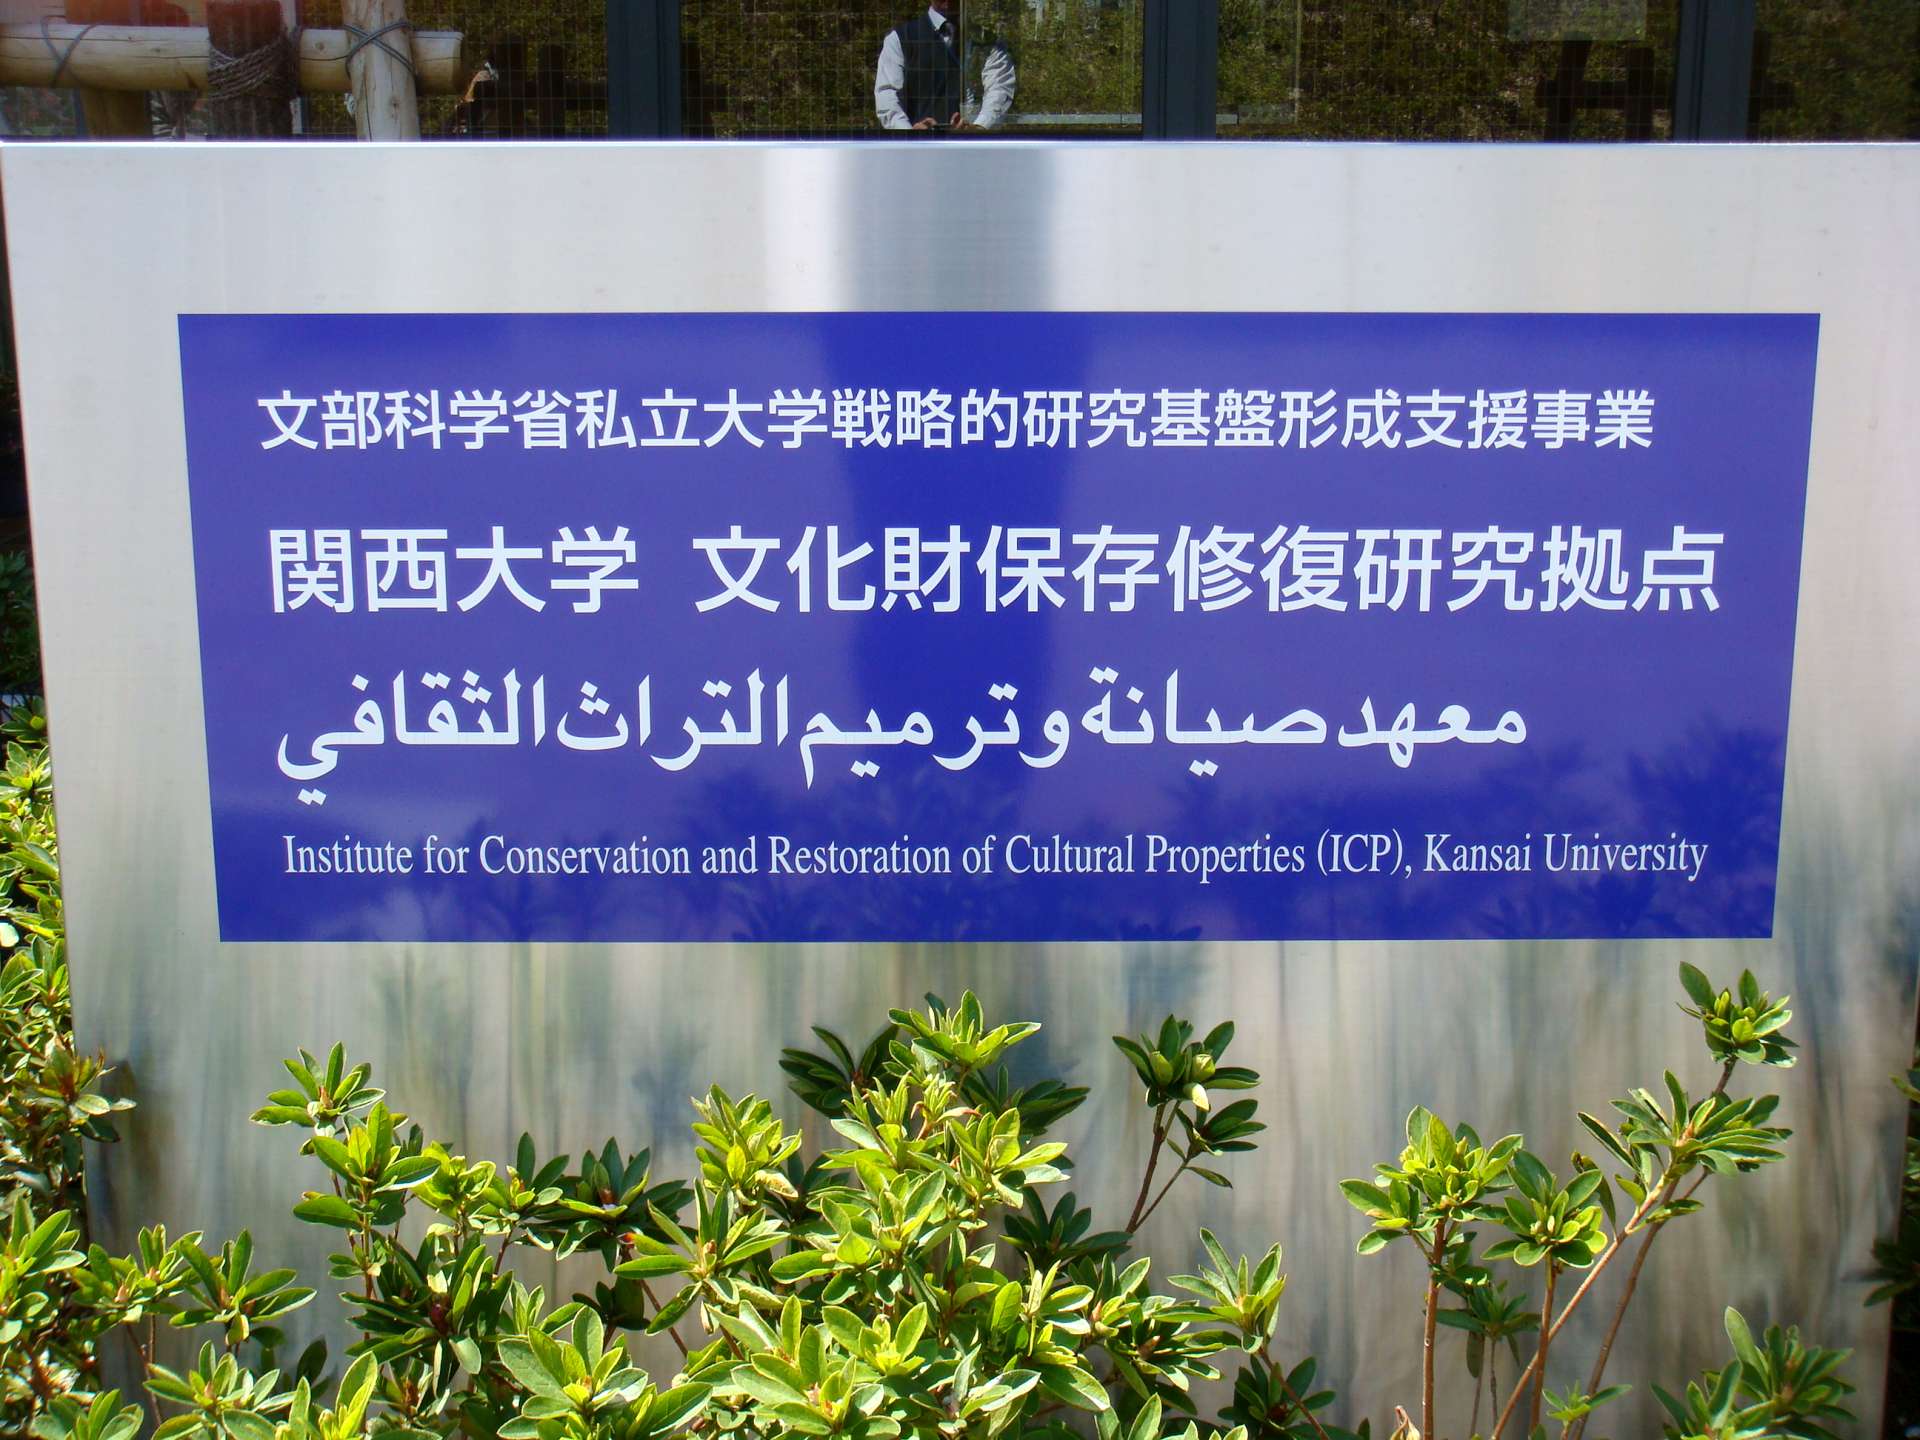 文部科学省私立大学戦略的研究基盤形成支援事業
関西大学 文化財保存修復研究拠点
معهد صيانة وترميم التراث الثقافي
Institute for Conservation and Restoration of Cultural Properties (ICP), Kansai University